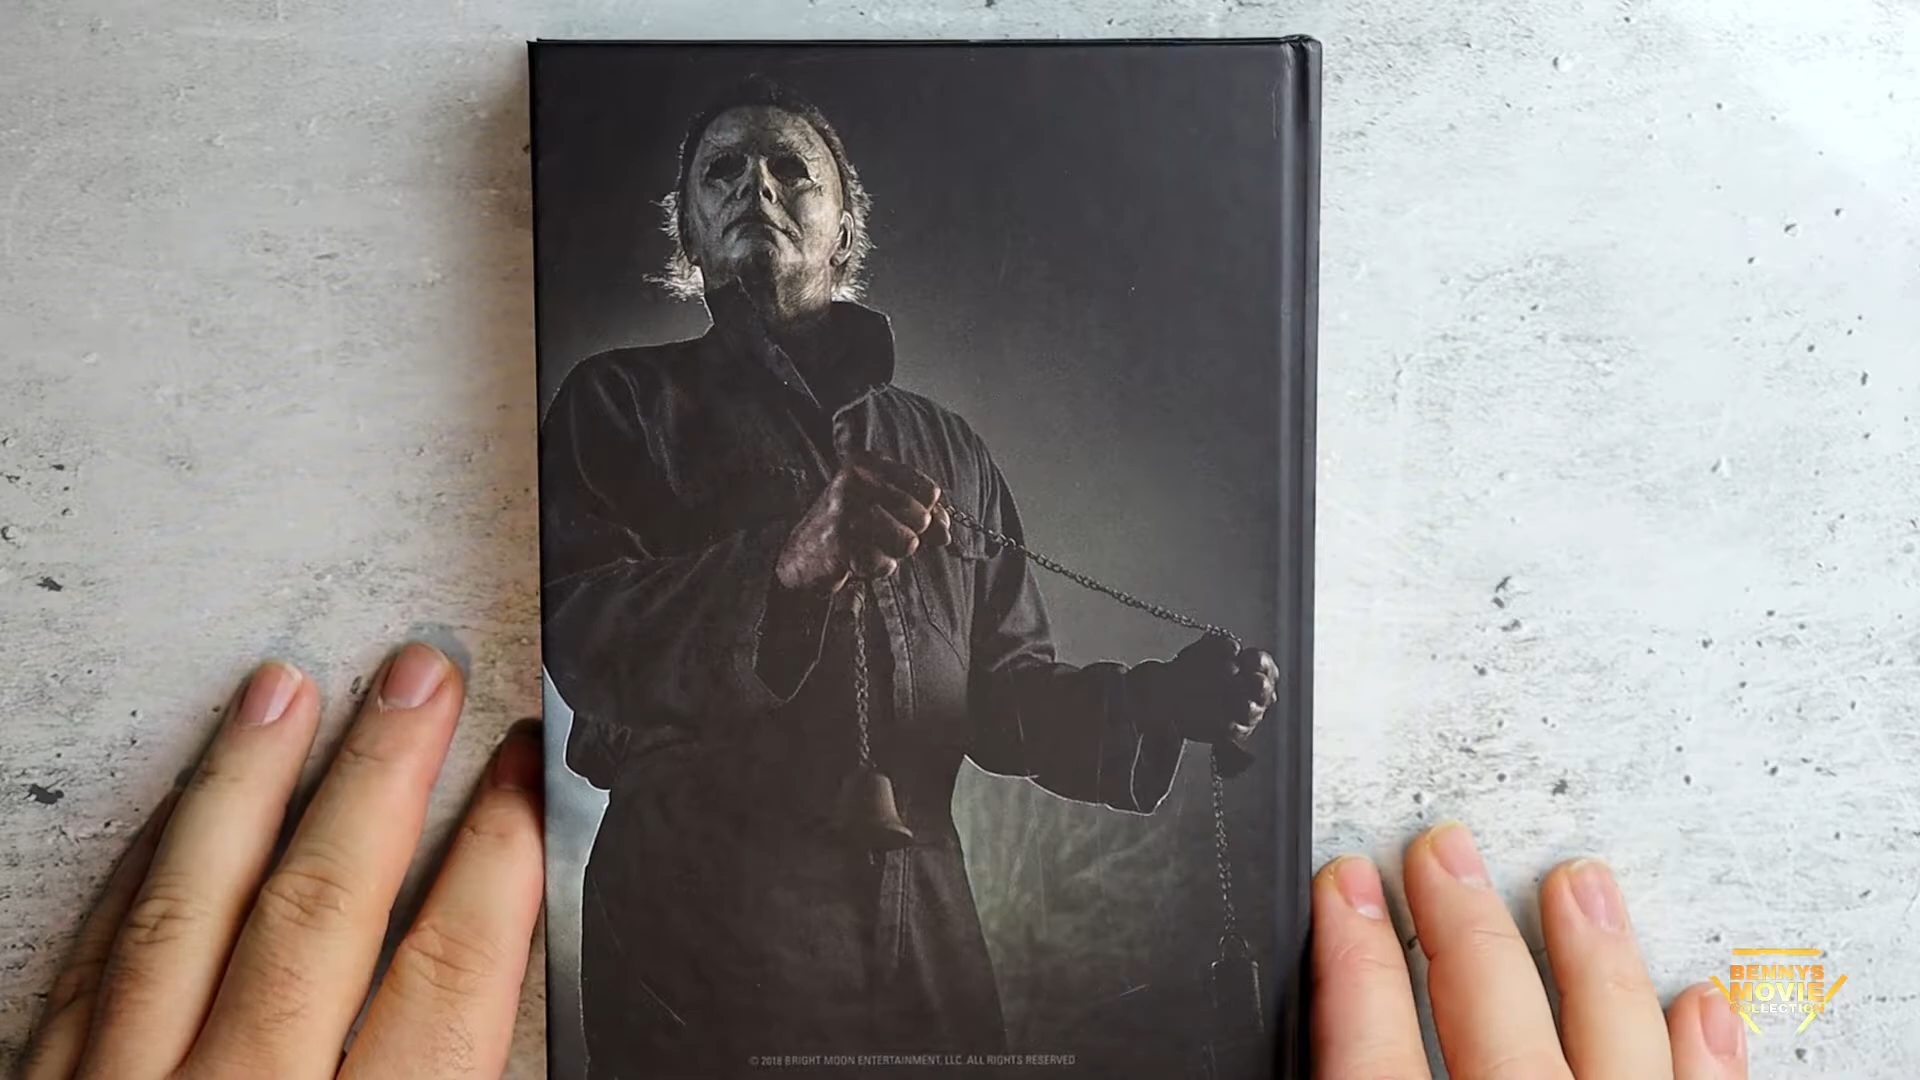 © 2018 BRIGHT MOON ENTERTAINMENT, LLC. ALL RIGHTS RESERVED
BENNYS
MOVIE
COLLECTION